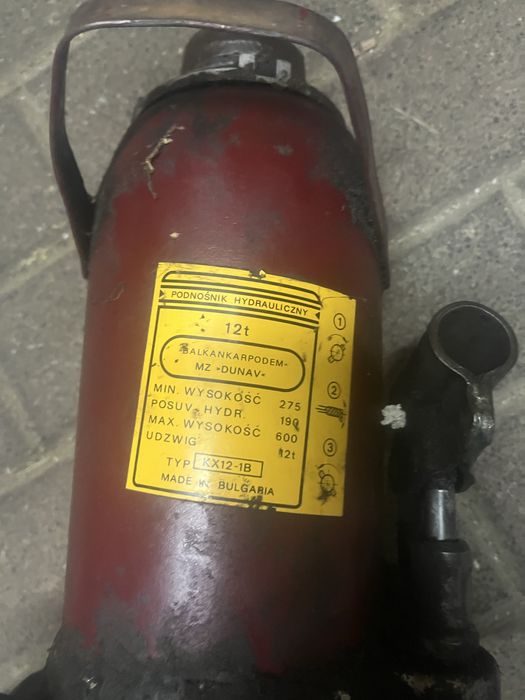 PODNOŚNIK HYDRAULICZNY
12t
BALKANKARPODEM-
MZ »DUNAV«
MIN. WYSOKOŚĆ 275
POSUV. HYDR. 190
MAX. WYSOKOŚĆ 600
UDZWIG 12t
TYP KX12-1B
MADE IN BULGARIA
1
2
3